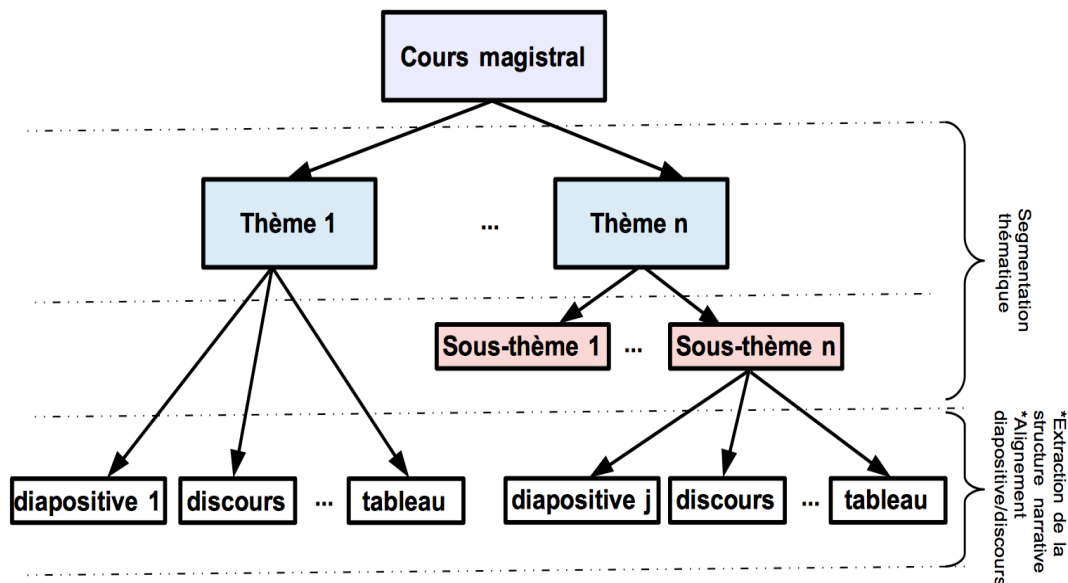 Cours magistral
Thème 1
...
Thème n
Sous-thème 1
...
Sous-thème n
diapositive 1
discours
...
tableau
diapositive j
discours
...
tableau
Segmentation
thématique
*Extraction de la
structure narrative
*Alignement
diapositive/discours